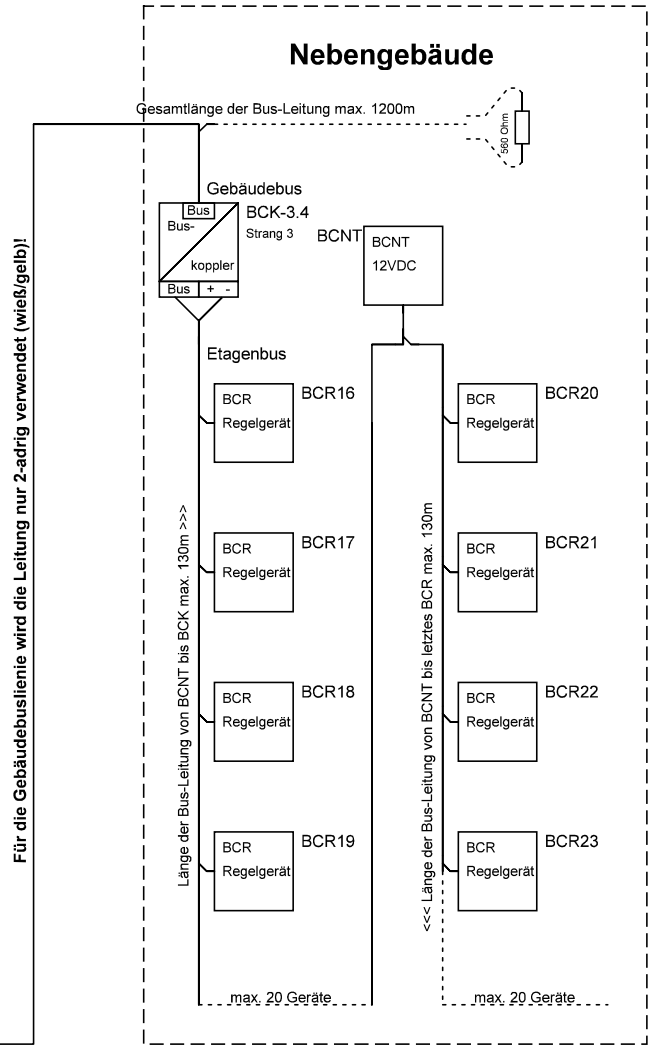 Nebengebäude
Gesamtlänge der Bus-Leitung max. 1200m
560 Ohm
Gebäudebus
Bus
Bus-
koppler
Bus + -
BCK-3.4
Strang 3
BCNT
BCNT
12VDC
Etagenbus
BCR
Regelgerät
BCR16
BCR
Regelgerät
BCR17
BCR
Regelgerät
BCR18
BCR
Regelgerät
BCR19
BCR
Regelgerät
BCR20
BCR
Regelgerät
BCR21
BCR
Regelgerät
BCR22
BCR
Regelgerät
BCR23
Länge der Bus-Leitung von BCNT bis BCK max. 130m >>>
<<< Länge der Bus-Leitung von BCNT bis letztes BCR max. 130m
max. 20 Geräte
max. 20 Geräte
Für die Gebäudebuslienie wird die Leitung nur 2-adrig verwendet (wieß/gelb)!